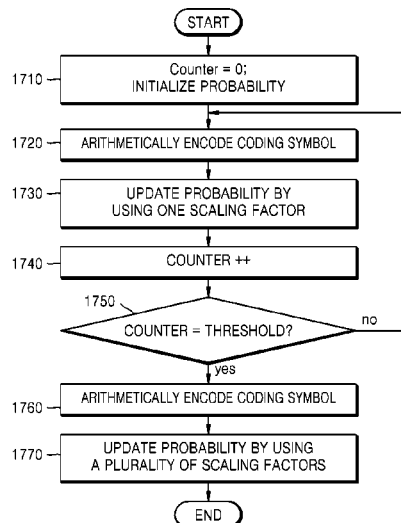 START
1710
Counter = 0;
INITIALIZE PROBABILITY
1720
ARITHMETICALLY ENCODE CODING SYMBOL
1730
UPDATE PROBABILITY BY
USING ONE SCALING FACTOR
1740
COUNTER ++
1750
COUNTER = THRESHOLD?
no
yes
1760
ARITHMETICALLY ENCODE CODING SYMBOL
1770
UPDATE PROBABILITY BY USING
A PLURALITY OF SCALING FACTORS
END